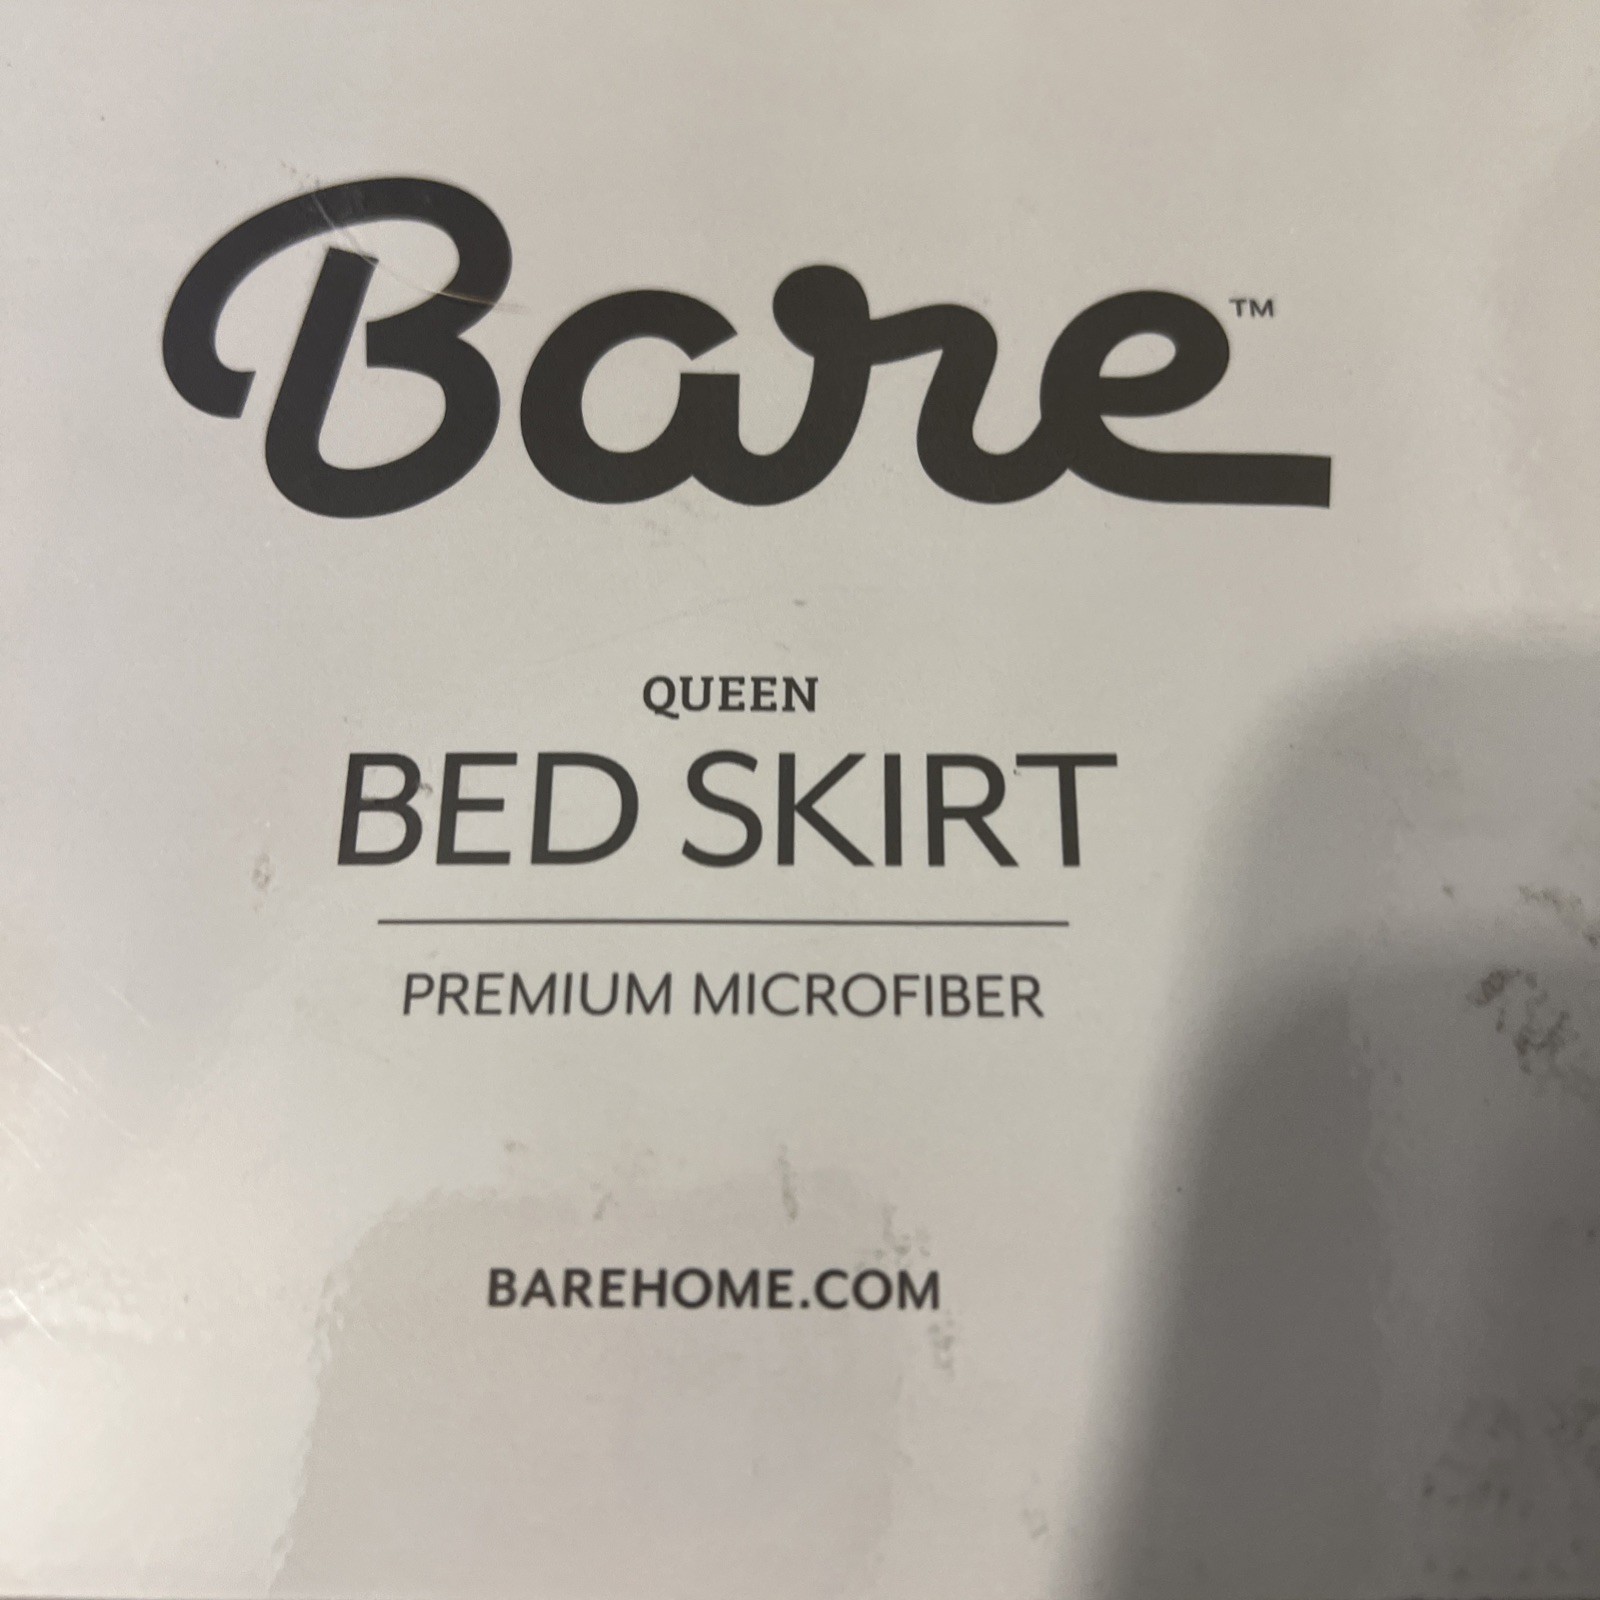 Bare™
QUEEN
BED SKIRT
PREMIUM MICROFIBER
BAREHOME.COM